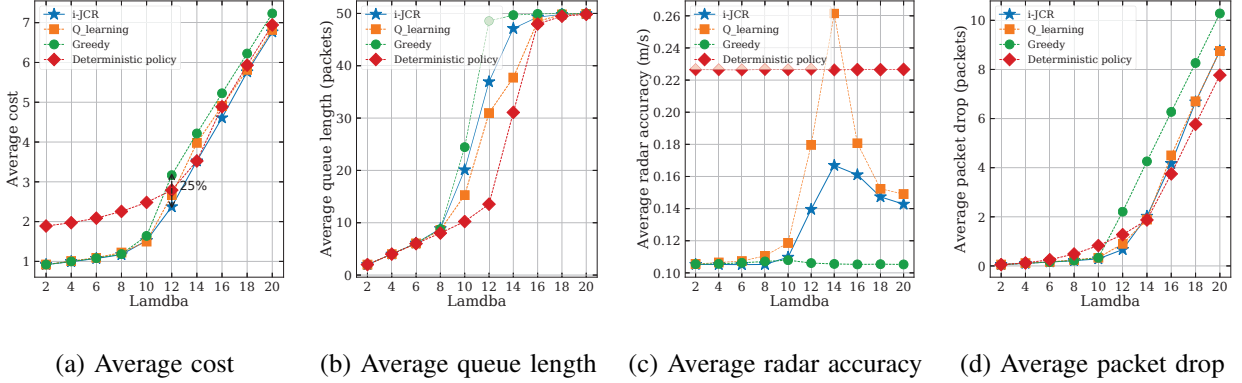 i-JCR
Q_learning
Greedy
Deterministic policy
25%
7
6
5
4
3
2
1
Average cost
2 4 6 8 10 12 14 16 18 20
Lamdba
(a) Average cost
i-JCR
Q_learning
Greedy
Deterministic policy
50
40
30
20
10
0
Average queue length (packets)
2 4 6 8 10 12 14 16 18 20
Lamdba
(b) Average queue length
i-JCR
Q_learning
Greedy
Deterministic policy
0.26
0.24
0.22
0.20
0.18
0.16
0.14
0.12
0.10
Average radar accuracy (m/s)
2 4 6 8 10 12 14 16 18 20
Lamdba
(c) Average radar accuracy
i-JCR
Q_learning
Greedy
Deterministic policy
10
8
6
4
2
0
Average packet drop (packets)
2 4 6 8 10 12 14 16 18 20
Lamdba
(d) Average packet drop